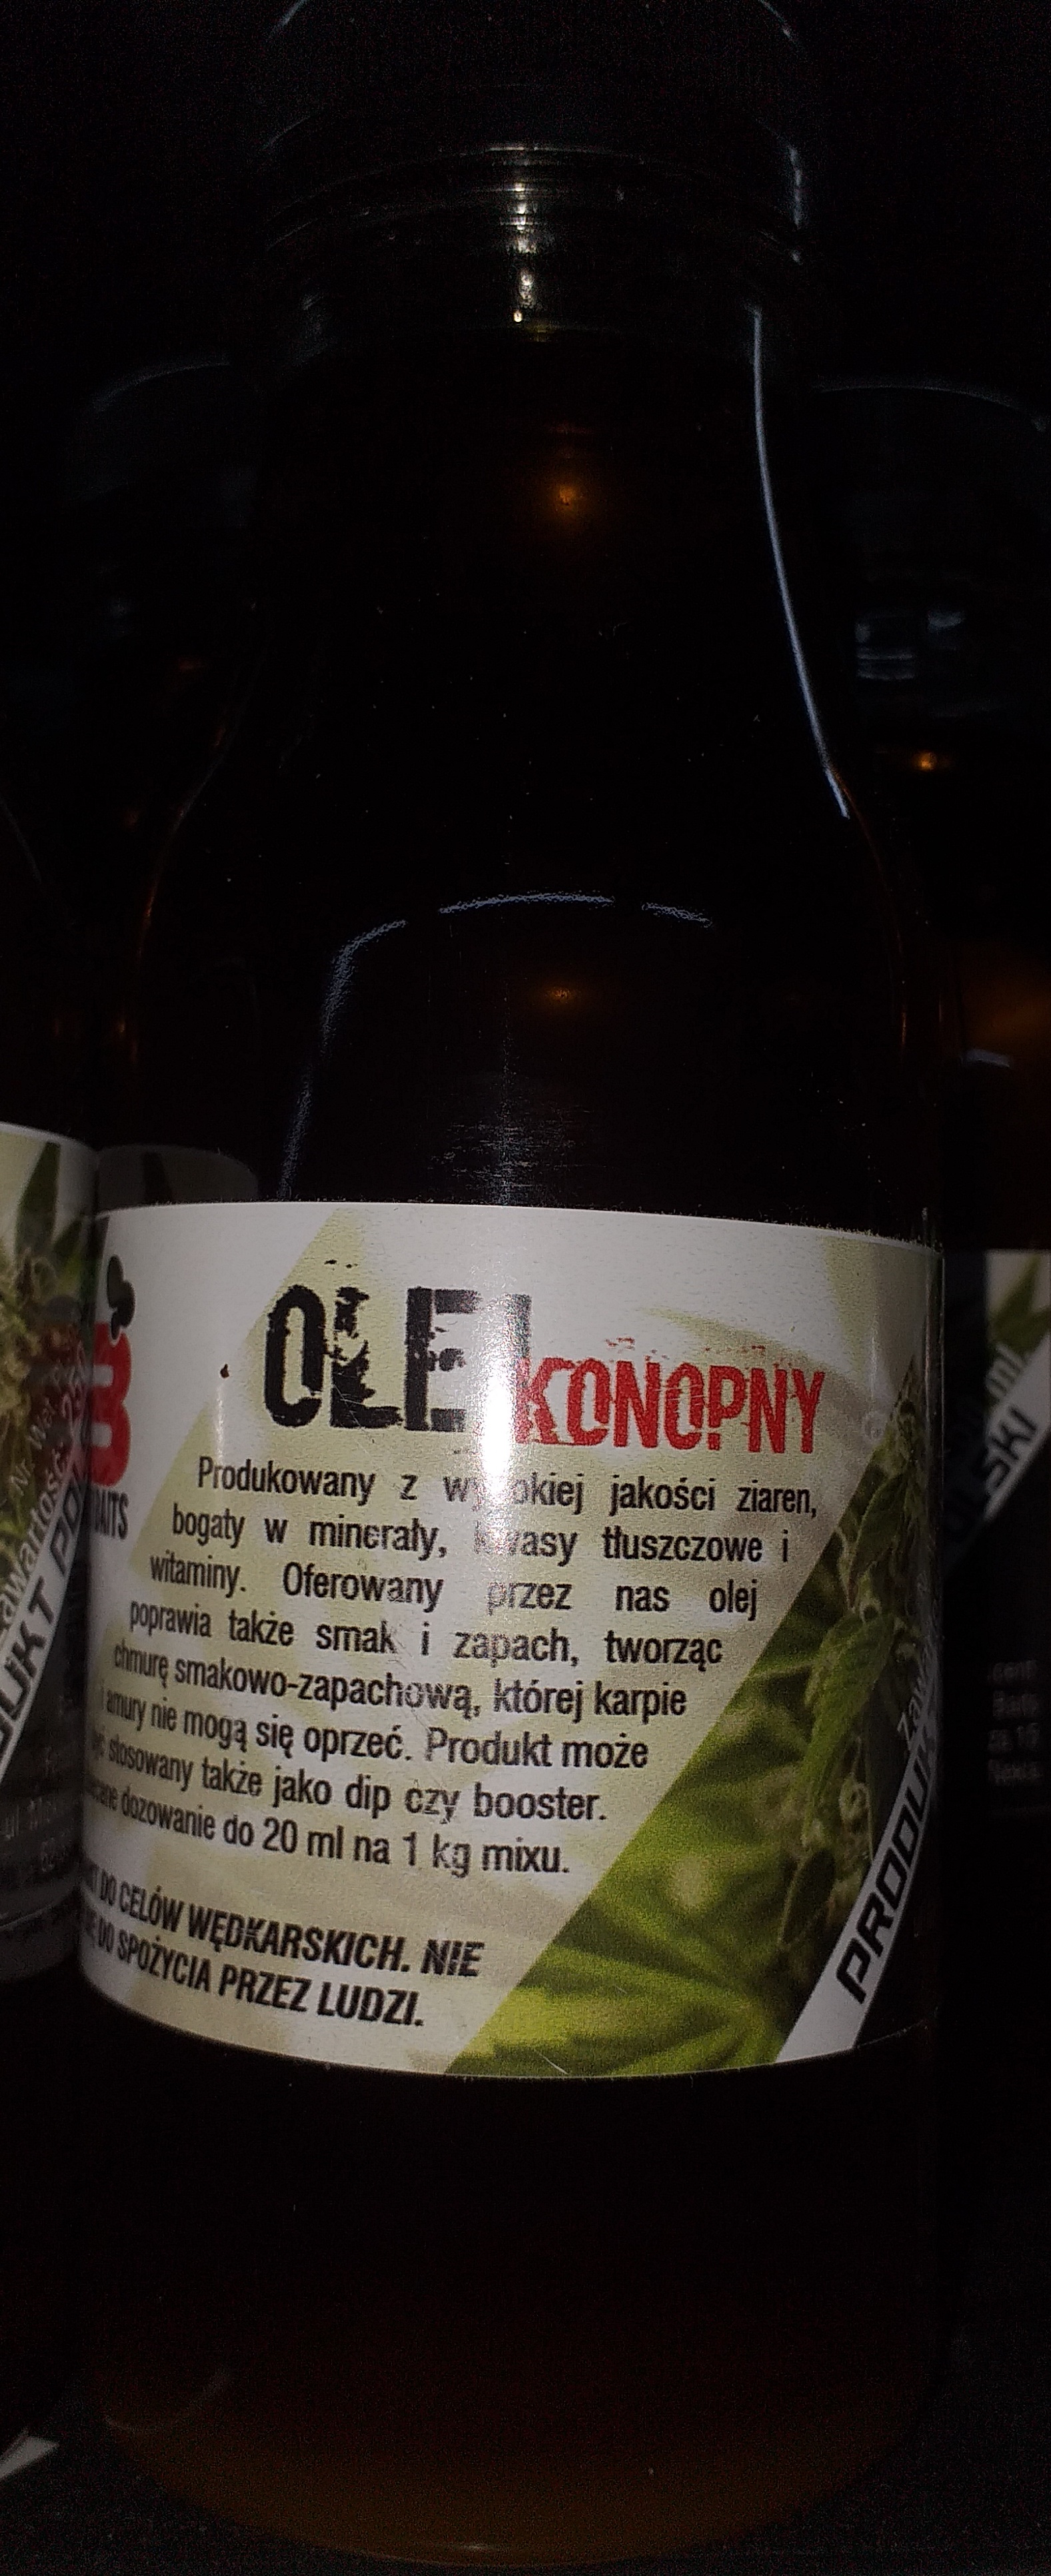 OLEJ
KONOPNY
Produkowany z wysokiej jakości ziaren,
bogaty w minerały, kwasy tłuszczowe i
witaminy. Oferowany przez nas olej
poprawia także smak i zapach, tworząc
chmurę smakowo-zapachową, której karpie
i amury nie mogą się oprzeć. Produkt może
stosowany także jako dip czy booster.
dozowanie do 20 ml na 1 kg mixu.
DO CELÓW WĘDKARSKICH. NIE
DO SPOŻYCIA PRZEZ LUDZI.
BAITS
PRODUK